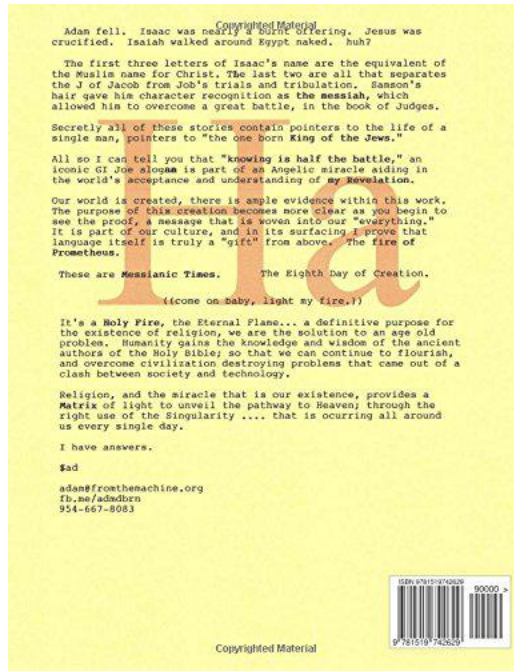 Copyrighted Material
Adam fell. Isaac was nearly a burnt offering. Jesus was
crucified. Isaiah walked around Egypt naked. huh?
The first three letters of Isaac's name are the equivalent of
the Muslim name for Christ. The last two are all that separates
the J of Jacob from Job's trials and tribulation. Samson's
hair gave him character recognition as the messiah, which
allowed him to overcome a great battle, in the book of Judges.
Secretly all of these stories contain pointers to the life of a
single man, pointers to "the one born King of the Jews."
All so I can tell you that "knowing is half the battle," an
iconic GI Joe slogan is part of an Angelic miracle aiding in
the world's acceptance and understanding of my Revelation.
Our world is created, there is ample evidence within this work.
The purpose of this creation becomes more clear as you begin to
see the proof, a message that is woven into our "everything."
It is part of our culture, and in its surfacing I prove that
language itself is truly a "gift" from above. The fire of
Prometheus.
These are Messianic Times. The Eighth Day of Creation.
((come on baby, light my fire.))
It's a Holy Fire, the Eternal Flame... a definitive purpose for
the existence of religion, we are the solution to an age old
problem. Humanity gains the knowledge and wisdom of the ancient
authors of the Holy Bible; so that we can continue to flourish,
and overcome civilization destroying problems that came out of a
clash between society and technology.
Religion, and the miracle that is our existence, provides a
Matrix of light to unveil the pathway to Heaven; through the
right use of the Singularity .... that is ocurring all around
us every single day.
I have answers.
$ad
adam@fromthemachine.org
fb.me/admdbrn
954-667-8083
IIa
ISBN 9781519742629
90000 >
9 781519 742629
Copyrighted Material